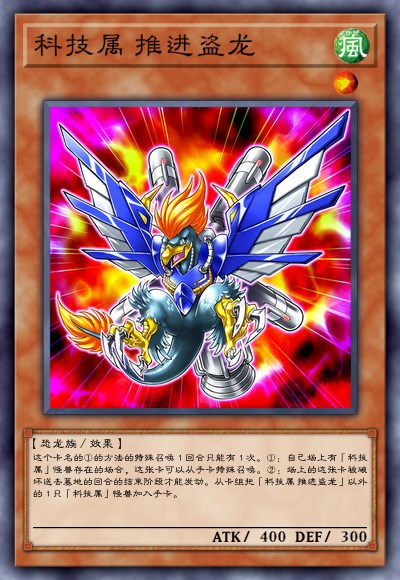 科技属 推进盗龙
風
【恐龙族／效果】
这个卡名的①的方法的特殊召唤1回合只能有1次。①：自己场上有「科技
属」怪兽存在的场合，这张卡可以从手卡特殊召唤。②：场上的这张卡被破
坏送去墓地的回合的结束阶段才能发动。从卡组把「科技属 推进盗龙」以外
的1只「科技属」怪兽加入手卡。
ATK/ 400 DEF/ 300